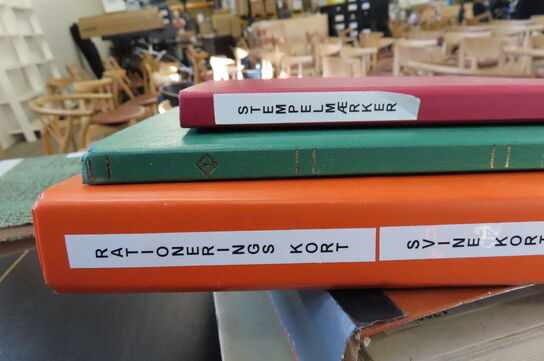 STEMPELMÆRKER
RATIONERINGS KORT
SVINE KORT